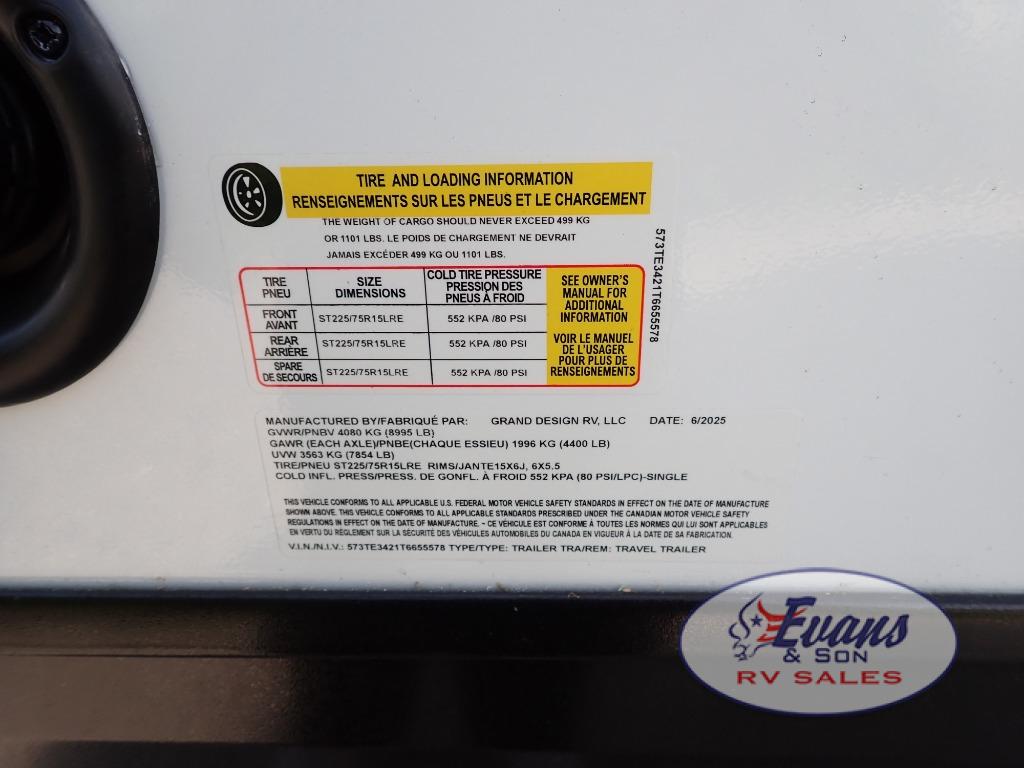 TIRE AND LOADING INFORMATION
RENSEIGNEMENTS SUR LES PNEUS ET LE CHARGEMENT
THE WEIGHT OF CARGO SHOULD NEVER EXCEED 499 KG
OR 1101 LBS. LE POIDS DE CHARGEMENT NE DEVRAIT
JAMAIS EXCÉDER 499 KG OU 1101 LBS.
TIRE
PNEU
SIZE
DIMENSIONS
COLD TIRE PRESSURE
PRESSION DES
PNEUS À FROID
FRONT
AVANT
ST225/75R15LRE
552 KPA /80 PSI
REAR
ARRIÈRE
ST225/75R15LRE
552 KPA /80 PSI
SPARE
DE SECOURS
ST225/75R15LRE
552 KPA /80 PSI
SEE OWNER'S
MANUAL FOR
ADDITIONAL
INFORMATION
VOIR LE MANUEL
DE L'USAGER
POUR PLUS DE
RENSEIGNEMENTS
573TE3421T6655578
MANUFACTURED BY/FABRIQUÉ PAR: GRAND DESIGN RV, LLC DATE: 6/2025
GVWR/PNBV 4080 KG (8995 LB)
GAWR (EACH AXLE)/PNBE(CHAQUE ESSIEU) 1996 KG (4400 LB)
UVW 3563 KG (7854 LB)
TIRE/PNEU ST225/75R15LRE RIMS/JANTE15X6J, 6X5.5
COLD INFL. PRESS/PRESS. DE GONFL. À FROID 552 KPA (80 PSI/LPC)-SINGLE
THIS VEHICLE CONFORMS TO ALL APPLICABLE U.S. FEDERAL MOTOR VEHICLE SAFETY STANDARDS IN EFFECT ON THE DATE OF MANUFACTURE
SHOWN ABOVE. THIS VEHICLE CONFORMS TO ALL APPLICABLE STANDARDS PRESCRIBED UNDER THE CANADIAN MOTOR VEHICLE SAFETY
REGULATIONS IN EFFECT ON THE DATE OF MANUFACTURE. - CE VÉHICULE EST CONFORME À TOUTES LES NORMES QUI LUI SONT APPLICABLES
EN VERTU DU RÈGLEMENT SUR LA SÉCURITÉ DES VÉHICULES AUTOMOBILES DU CANADA EN VIGUEUR À LA DATE DE SA FABRICATION.
V.I.N./N.I.V.: 573TE3421T6655578 TYPE/TYPE: TRAILER TRA/REM: TRAVEL TRAILER
Evans
& SON
RV SALES